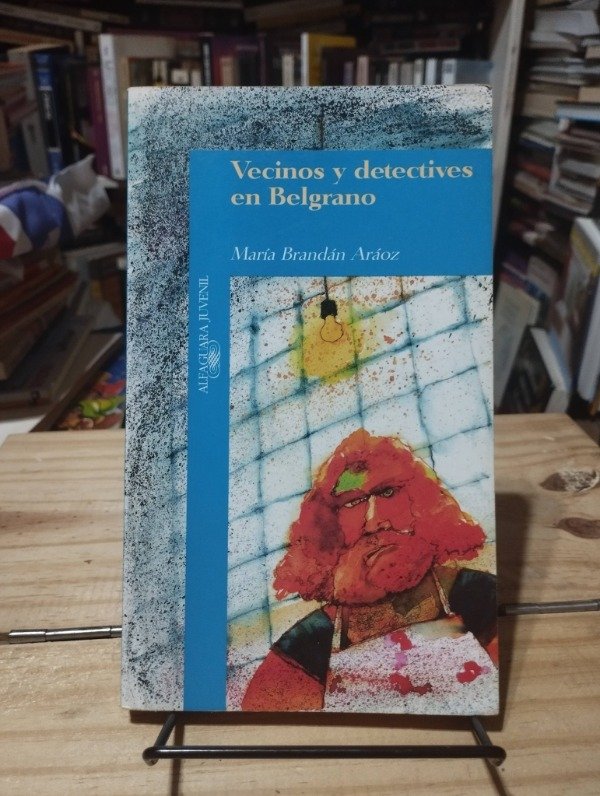 Vecinos y detectives
en Belgrano
María Brandán Aráoz
ALFAGUARA JUVENIL